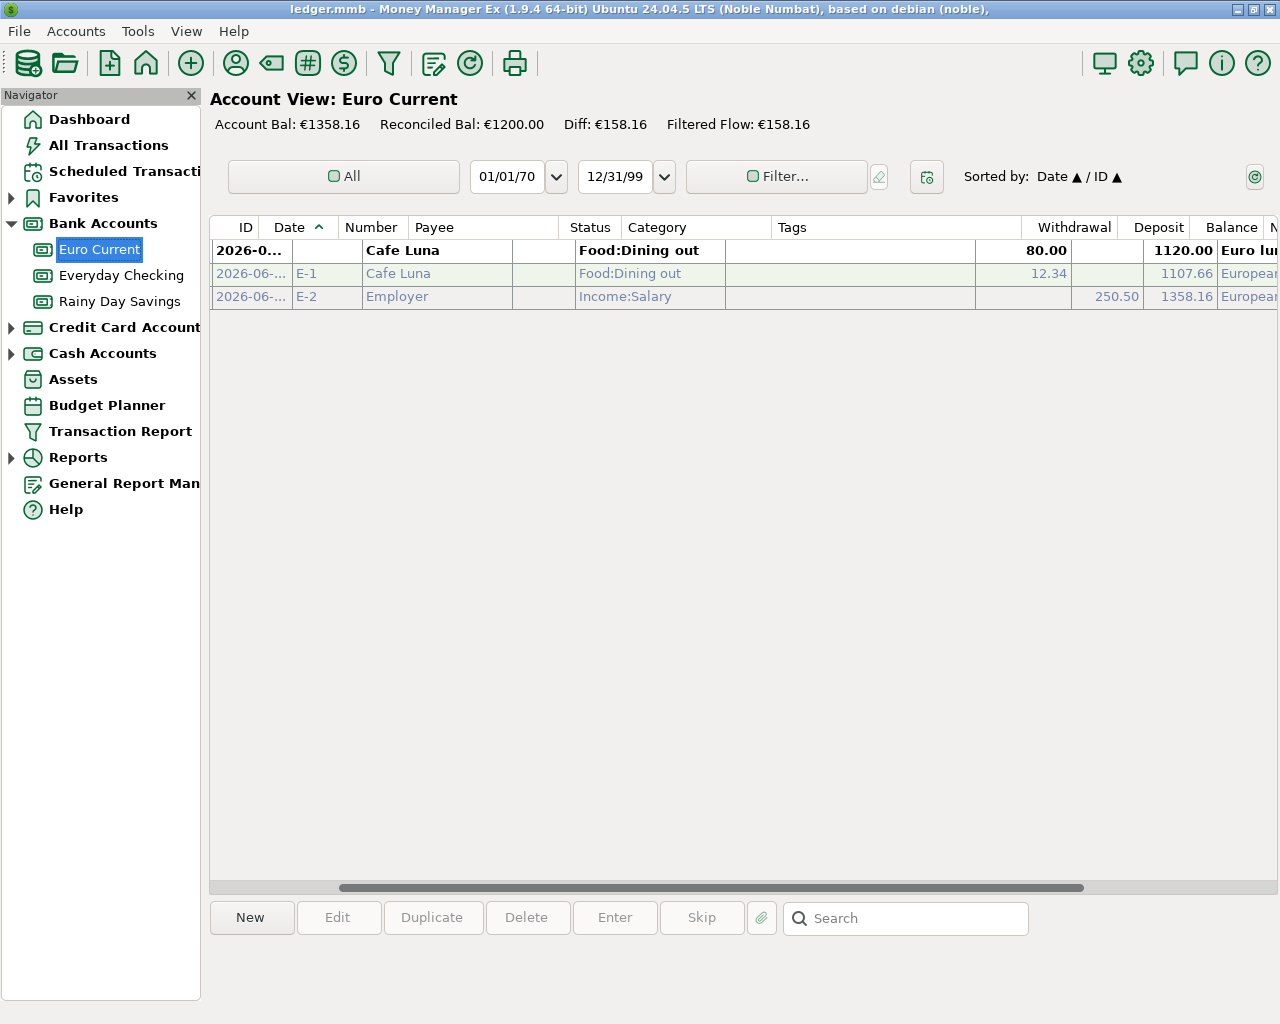 ledger.mmb - Money Manager Ex (1.9.4 64-bit) Ubuntu 24.04.5 LTS (Noble Numbat), based on debian (noble),
File Accounts Tools View Help
Navigator
Dashboard
All Transactions
Scheduled Transacti
Favorites
Bank Accounts
Euro Current
Everyday Checking
Rainy Day Savings
Credit Card Account
Cash Accounts
Assets
Budget Planner
Transaction Report
Reports
General Report Man
Help
Account View: Euro Current
Account Bal: €1358.16 Reconciled Bal: €1200.00 Diff: €158.16 Filtered Flow: €158.16
All 01/01/70 12/31/99 Filter... Sorted by: Date ▲ / ID ▲
ID Date Number Payee Status Category Tags Withdrawal Deposit Balance N
2026-0... Cafe Luna Food:Dining out 80.00 1120.00 Euro lu
2026-06-... E-1 Cafe Luna Food:Dining out 12.34 1107.66 European
2026-06-... E-2 Employer Income:Salary 250.50 1358.16 European
New Edit Duplicate Delete Enter Skip Search